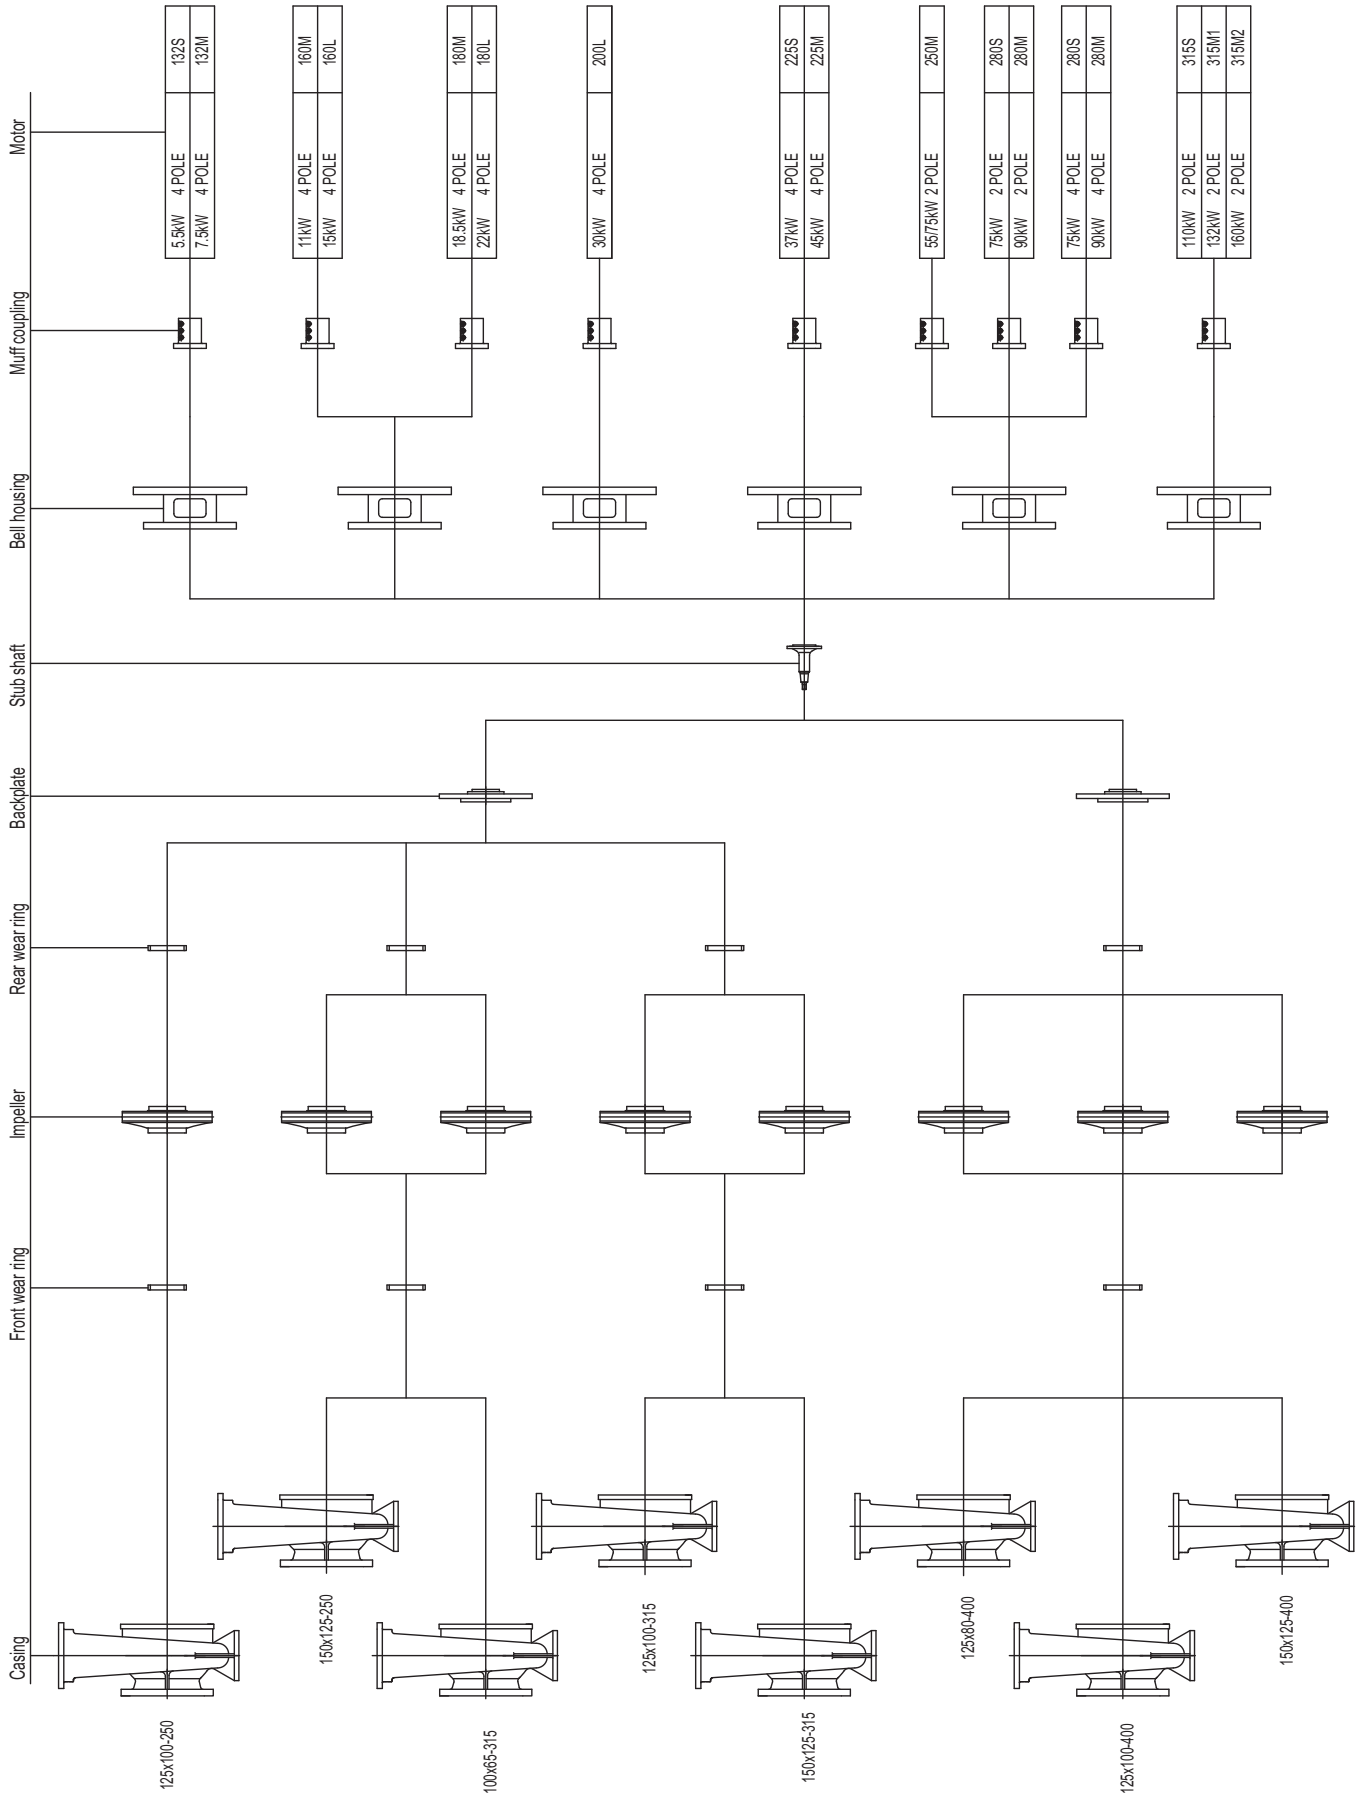 Casing
Front wear ring
Impeller
Rear wear ring
Backplate
Stub shaft
Bell housing
Muff coupling
Motor
5.5kW 4 POLE 132S
7.5kW 4 POLE 132M
11kW 4 POLE 160M
15kW 4 POLE 160L
18.5kW 4 POLE 180M
22kW 4 POLE 180L
30kW 4 POLE 200L
37kW 4 POLE 225S
45kW 4 POLE 225M
55/75kW 2 POLE 250M
75kW 2 POLE 280S
90kW 2 POLE 280M
75kW 4 POLE 280S
90kW 4 POLE 280M
110kW 2 POLE 315S
132kW 2 POLE 315M1
160kW 2 POLE 315M2
125x100-250
150x125-250
100x65-315
125x100-315
150x125-315
125x80-400
125x100-400
150x125-400